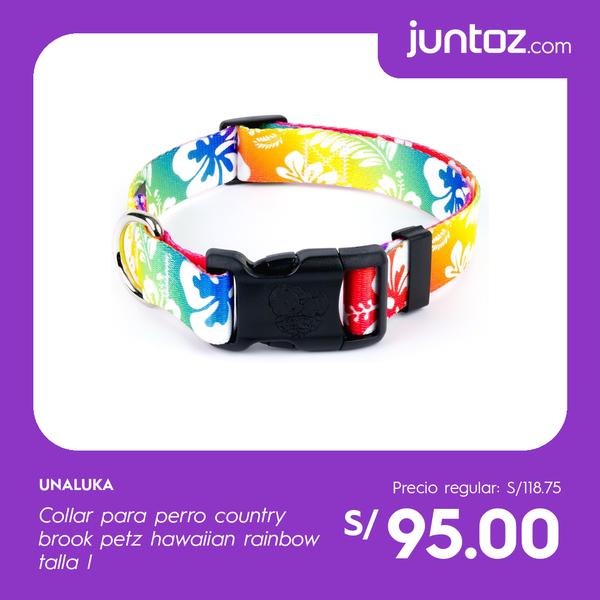 juntoz.com
UNALUKA
Collar para perro country
brook petz hawaiian rainbow
talla l
Precio regular: S/118.75
S/ 95.00